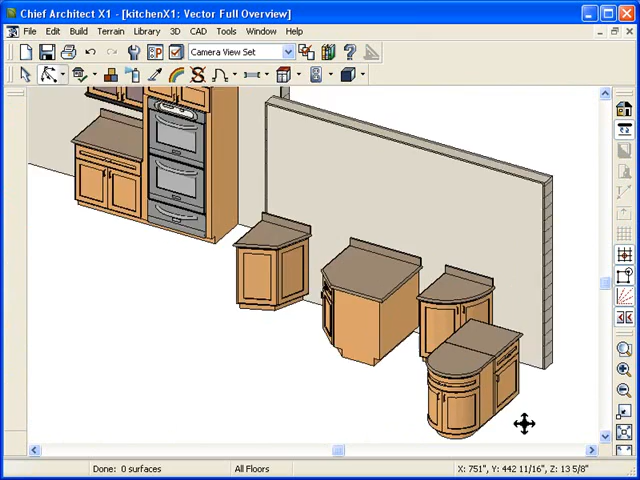 Chief Architect X1 - [kitchenX1: Vector Full Overview]
File Edit Build Terrain Library 3D CAD Tools Window Help
Camera View Set
Done: 0 surfaces All Floors X: 751", Y: 442 11/16", Z: 13 5/8"